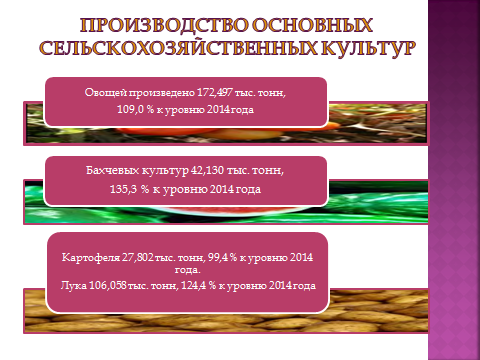 ПРОИЗВОДСТВО ОСНОВНЫХ
СЕЛЬСКОХОЗЯЙСТВЕННЫХ КУЛЬТУР
Овощей произведено 172,497 тыс. тонн,
109,0 % к уровню 2014 года
Бахчевых культур 42,130 тыс. тонн,
135,3 % к уровню 2014 года
Картофеля 27,802 тыс. тонн, 99,4 % к уровню 2014
года.
Лука 106,058 тыс. тонн, 124,4 % к уровню 2014 года